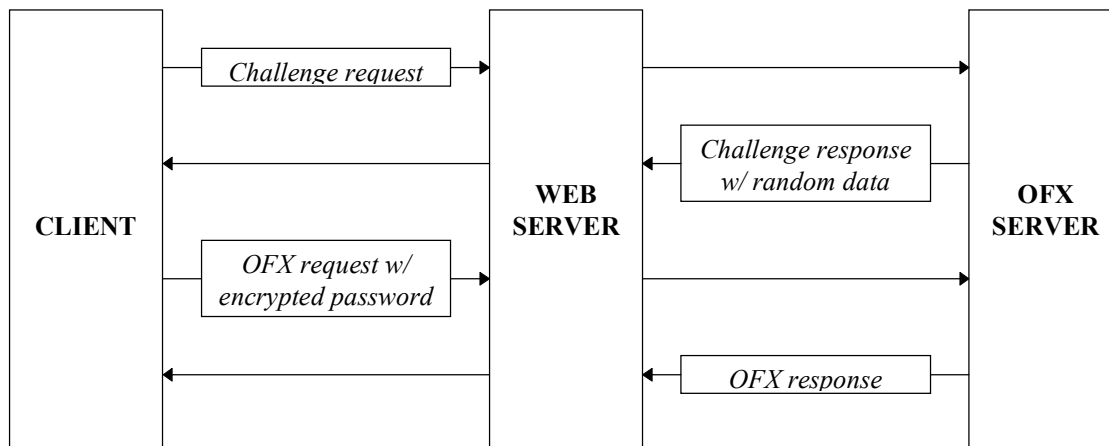 Challenge request
Challenge response
w/ random data
CLIENT
WEB
SERVER
OFX
SERVER
OFX request w/
encrypted password
OFX response